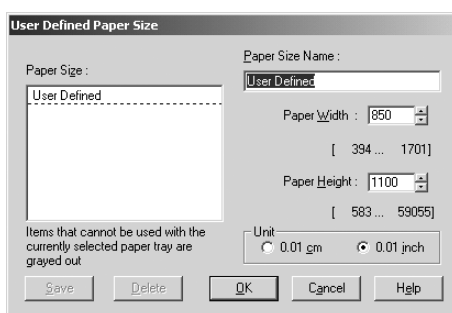 User Defined Paper Size
Paper Size :
User Defined
Items that cannot be used with the
currently selected paper tray are
grayed out
Paper Size Name :
User Defined
Paper Width : 850
[ 394 ... 1701]
Paper Height : 1100
[ 583 ... 59055]
Unit
0.01 cm 0.01 inch
Save Delete OK Cancel Help